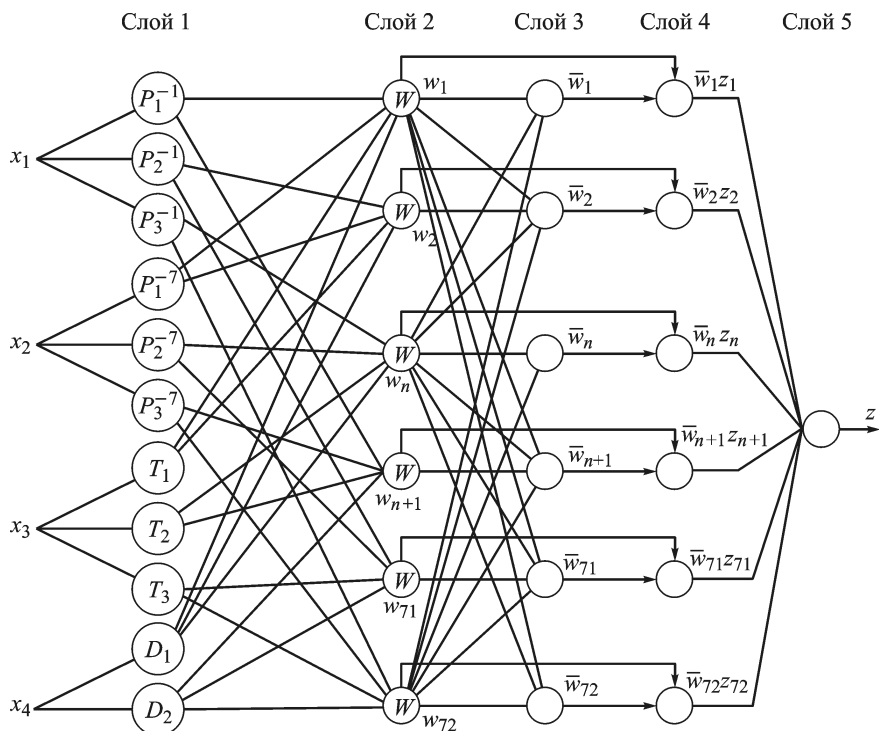 Слой 1 Слой 2 Слой 3 Слой 4 Слой 5
x₁
x₂
x₃
x₄
P₁⁻¹
P₂⁻¹
P₃⁻¹
P₁⁻⁷
P₂⁻⁷
P₃⁻⁷
T₁
T₂
T₃
D₁
D₂
W w₁
W w₂
W wₙ
W wₙ₊₁
W w₇₁
W w₇₂
w̅₁
w̅₂
w̅ₙ
w̅ₙ₊₁
w̅₇₁
w̅₇₂
w̅₁z₁
w̅₂z₂
w̅ₙzₙ
w̅ₙ₊₁zₙ₊₁
w̅₇₁z₇₁
w̅₇₂z₇₂
z